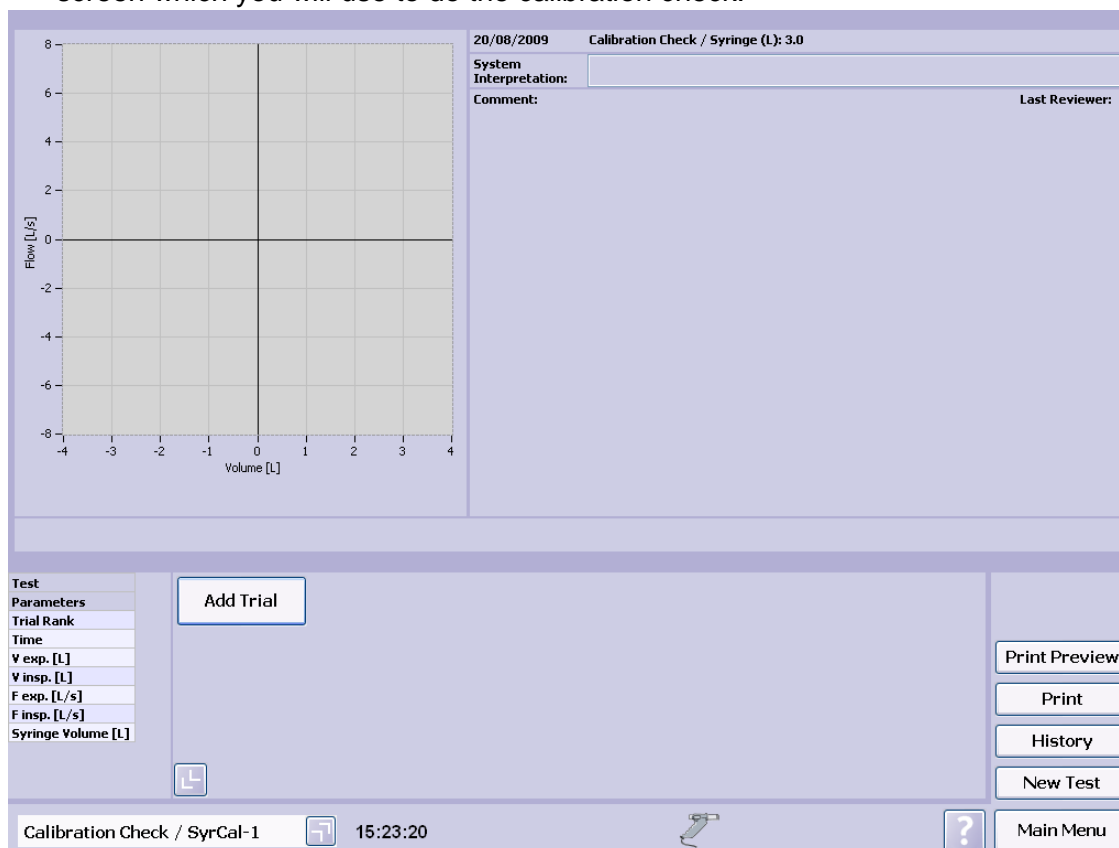 screen which you will use to do the calibration check.
20/08/2009 Calibration Check / Syringe (L): 3.0
System
Interpretation:
Comment: Last Reviewer:
8
6
4
2
0
-2
-4
-6
-8
Flow [L/s]
-4 -3 -2 -1 0 1 2 3 4
Volume [L]
Test
Parameters
Trial Rank
Time
V exp. [L]
V insp. [L]
F exp. [L/s]
F insp. [L/s]
Syringe Volume [L]
Add Trial
Print Preview
Print
History
New Test
Calibration Check / SyrCal-1
15:23:20
?
Main Menu